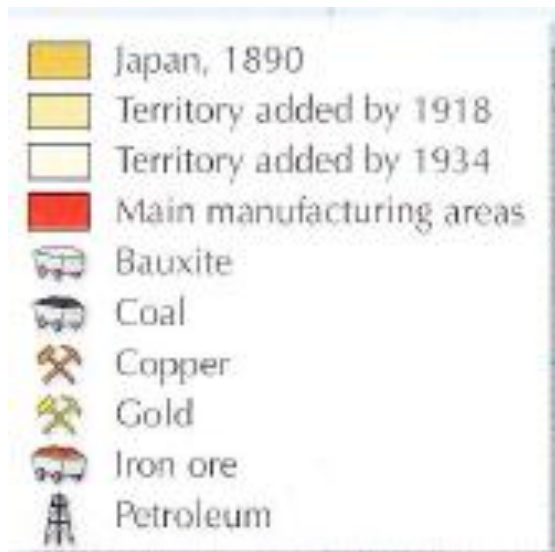 Japan, 1890
Territory added by 1918
Territory added by 1934
Main manufacturing areas
Bauxite
Coal
Copper
Gold
Iron ore
Petroleum